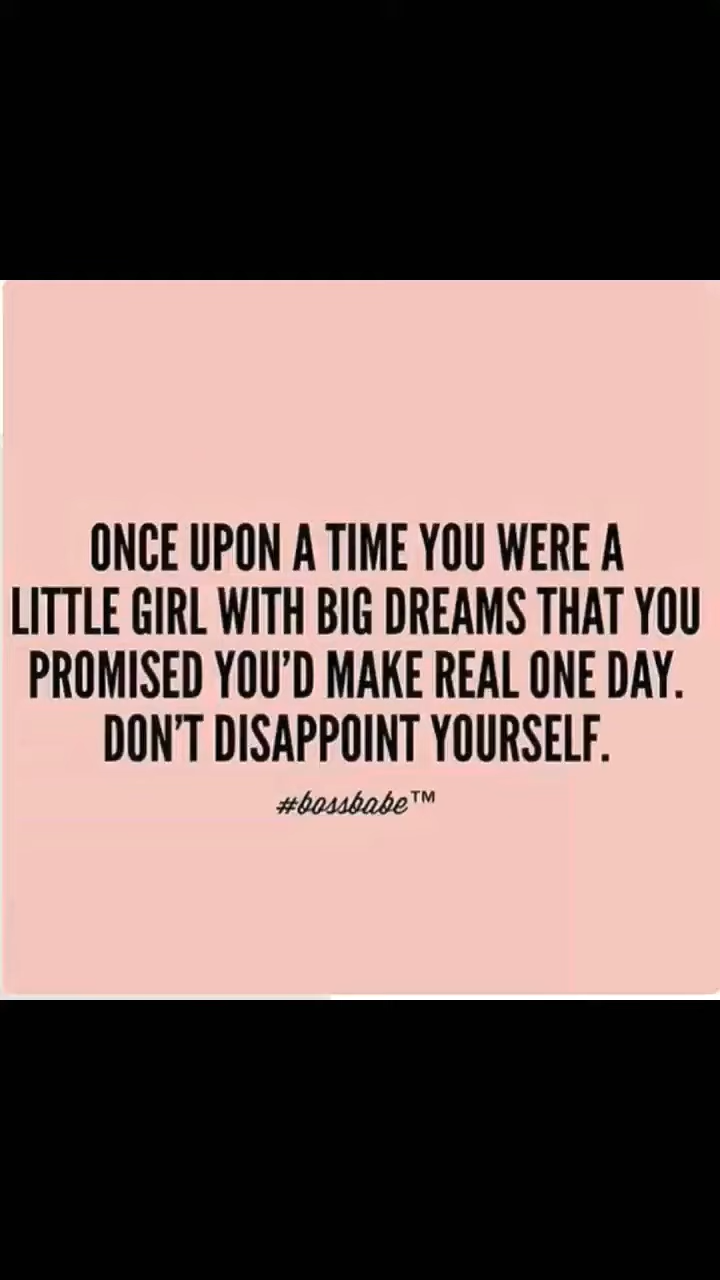 ONCE UPON A TIME YOU WERE A
LITTLE GIRL WITH BIG DREAMS THAT YOU
PROMISED YOU'D MAKE REAL ONE DAY.
DON'T DISAPPOINT YOURSELF.
#bossbabe™